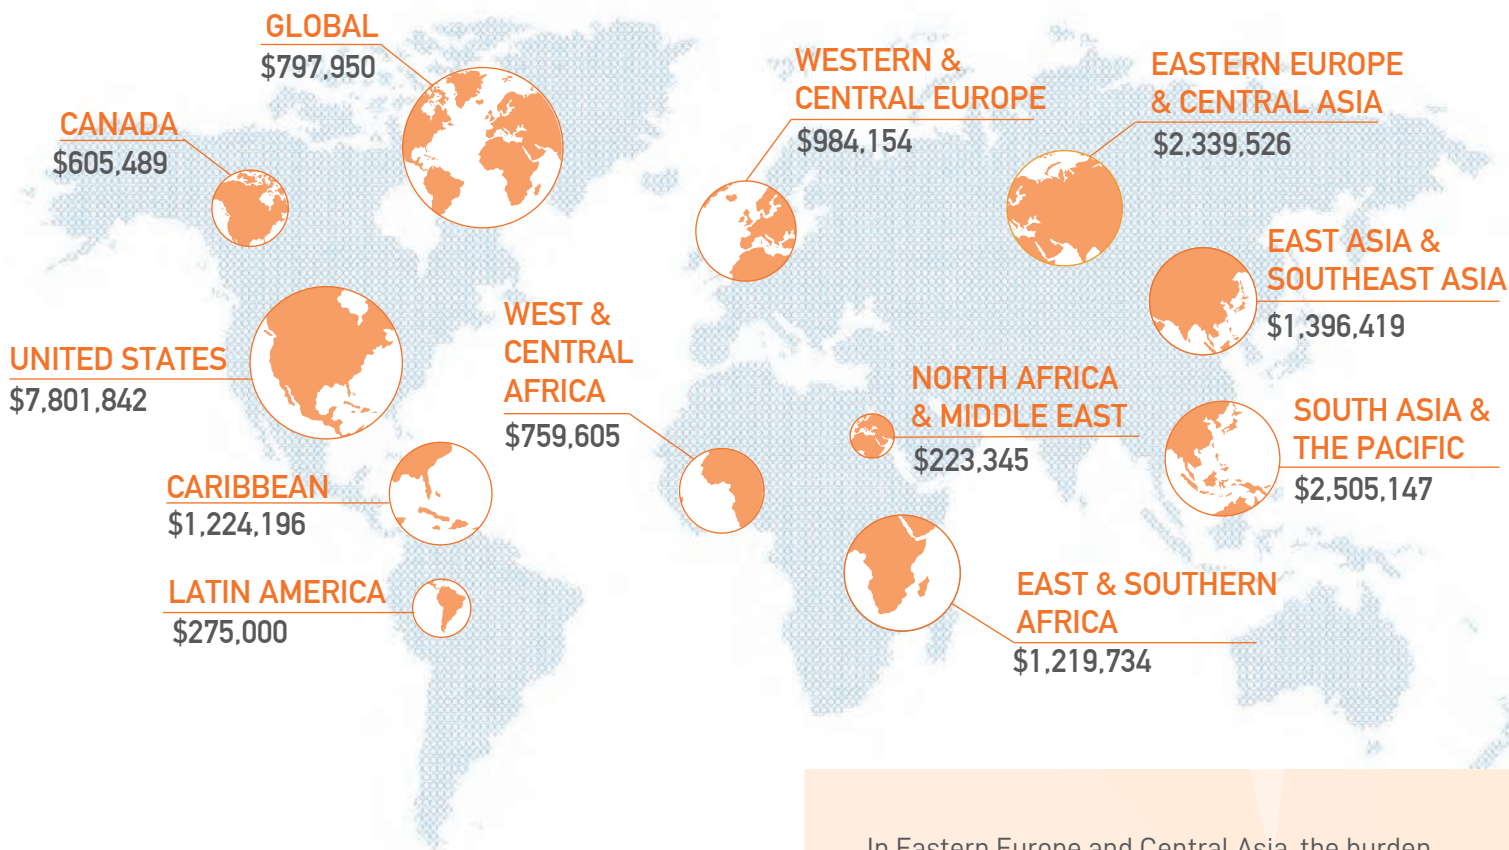 GLOBAL
$797,950
CANADA
$605,489
WESTERN &
CENTRAL EUROPE
$984,154
EASTERN EUROPE
& CENTRAL ASIA
$2,339,526
EAST ASIA &
SOUTHEAST ASIA
$1,396,419
UNITED STATES
$7,801,842
WEST &
CENTRAL
AFRICA
$759,605
NORTH AFRICA
& MIDDLE EAST
$223,345
SOUTH ASIA &
THE PACIFIC
$2,505,147
CARIBBEAN
$1,224,196
LATIN AMERICA
$275,000
EAST & SOUTHERN
AFRICA
$1,219,734
In Eastern Europe and Central Asia, the burden